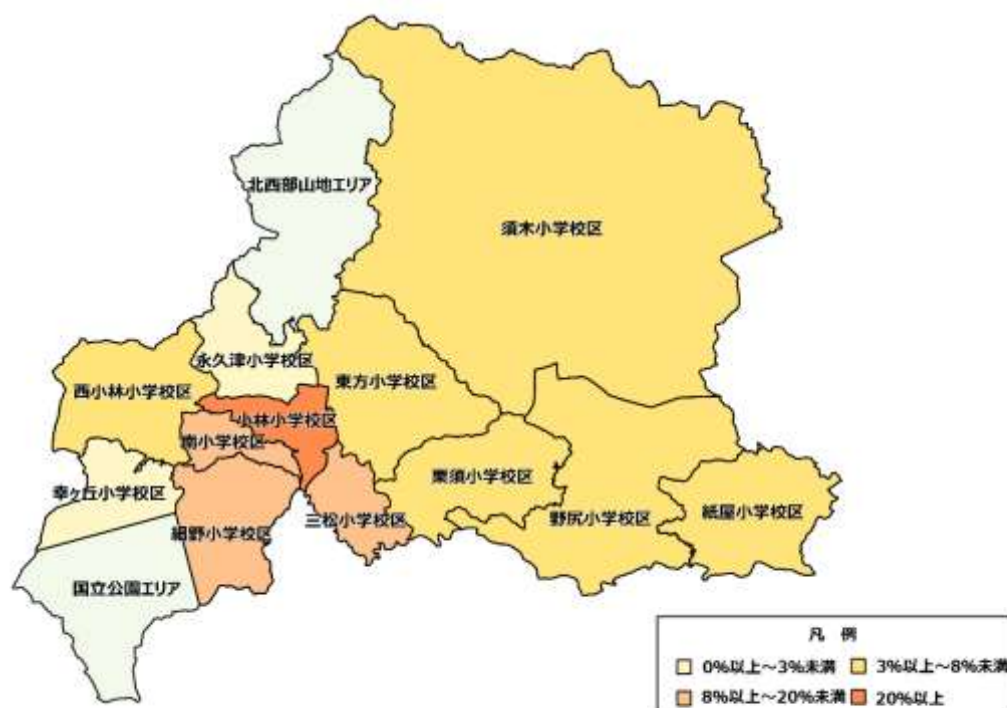 北西部山地エリア
須木小学校区
永久津小学校区
東方小学校区
西小林小学校区
小林小学校区
南小学校区
栗須小学校区
幸ヶ丘小学校区
三松小学校区
野尻小学校区
紙屋小学校区
細野小学校区
国立公園エリア
凡 例
0%以上～3%未満
3%以上～8%未満
8%以上～20%未満
20%以上